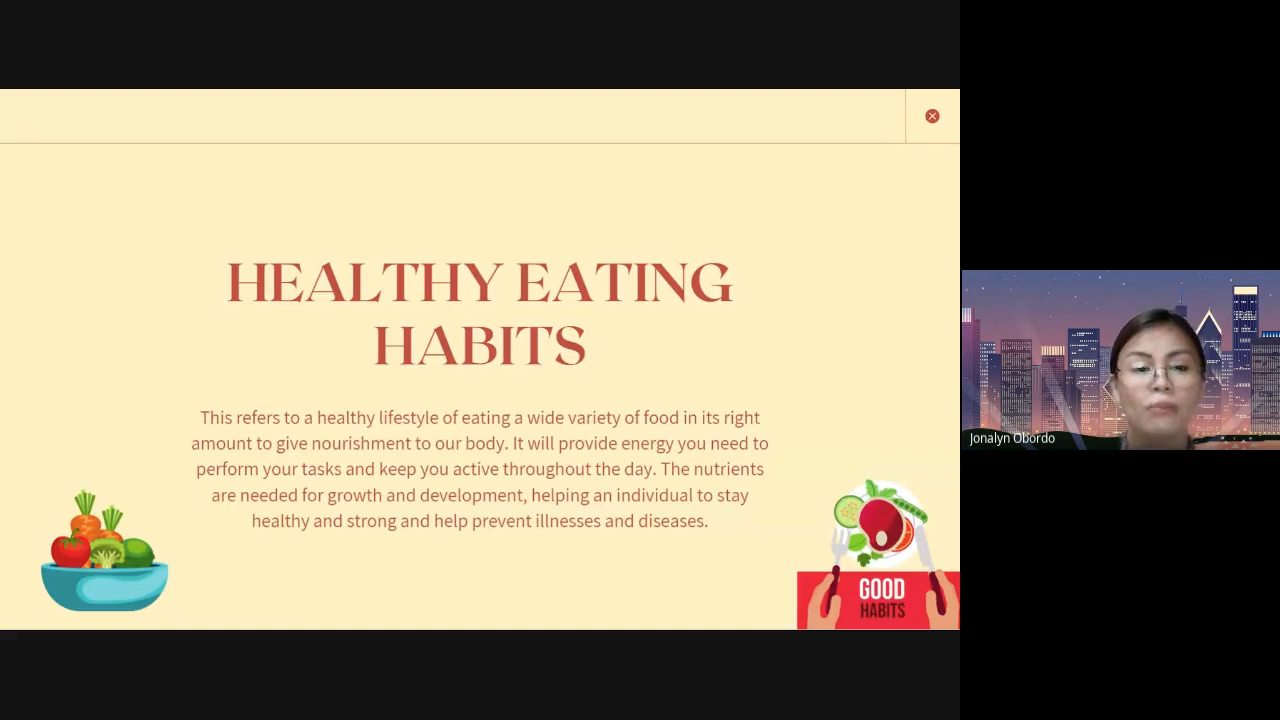 HEALTHY EATING
HABITS
This refers to a healthy lifestyle of eating a wide variety of food in its right
amount to give nourishment to our body. It will provide energy you need to
perform your tasks and keep you active throughout the day. The nutrients
are needed for growth and development, helping an individual to stay
healthy and strong and help prevent illnesses and diseases.
GOOD
HABITS
Jonalyn Obordo